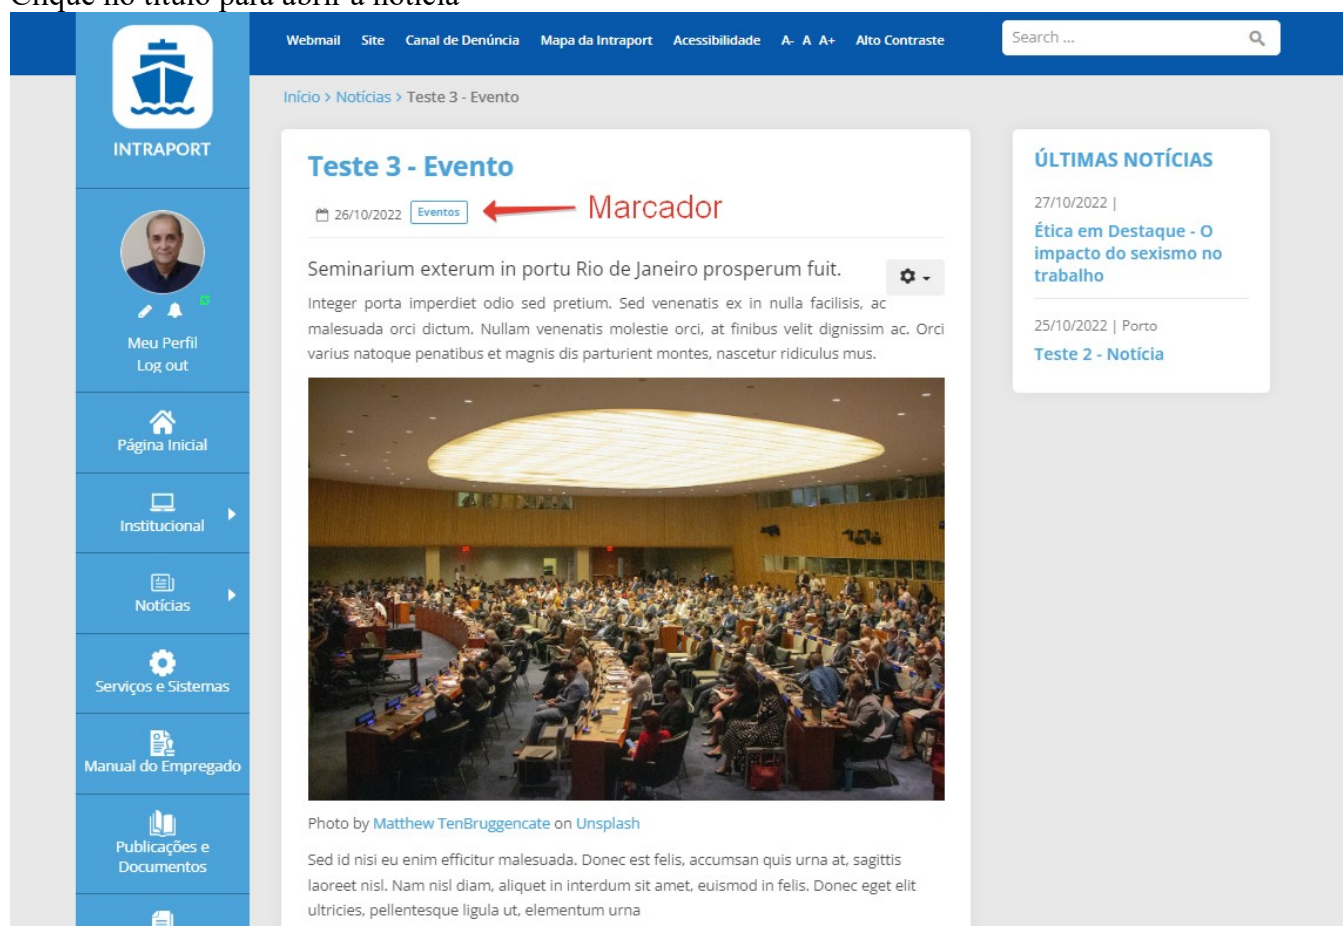 Clique no título para abrir a notícia
Webmail Site Canal de Denúncia Mapa da Intraport Acessibilidade A- A A+ Alto Contraste
Search ...
INTRAPORT
Meu Perfil
Log out
Página Inicial
Institucional
Notícias
Serviços e Sistemas
Manual do Empregado
Publicações e
Documentos
Início > Notícias > Teste 3 - Evento
Teste 3 - Evento
26/10/2022 Eventos
Marcador
Seminarium exterum in portu Rio de Janeiro prosperum fuit.
Integer porta imperdiet odio sed pretium. Sed venenatis ex in nulla facilisis, ac
malesuada orci dictum. Nullam venenatis molestie orci, at finibus velit dignissim ac. Orci
varius natoque penatibus et magnis dis parturient montes, nascetur ridiculus mus.
Photo by Matthew TenBruggencate on Unsplash
Sed id nisi eu enim efficitur malesuada. Donec est felis, accumsan quis urna at, sagittis
laoreet nisl. Nam nisl diam, aliquet in interdum sit amet, euismod in felis. Donec eget elit
ultricies, pellentesque ligula ut, elementum urna
ÚLTIMAS NOTÍCIAS
27/10/2022 |
Ética em Destaque - O
impacto do sexismo no
trabalho
25/10/2022 | Porto
Teste 2 - Notícia